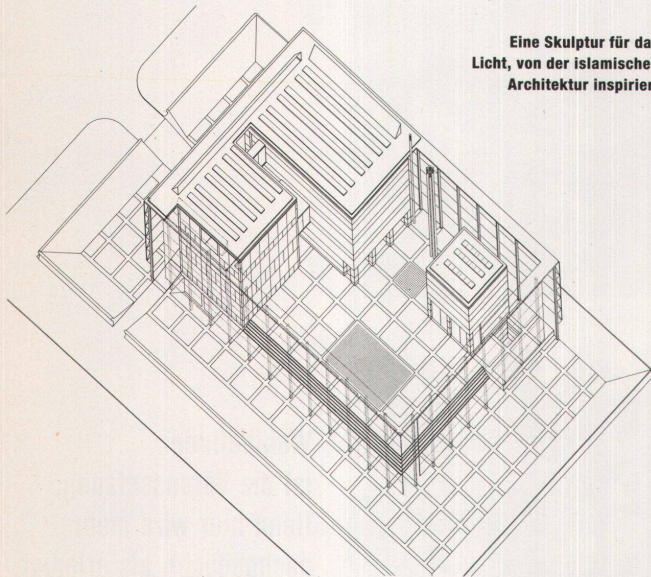 Eine Skulptur für da
Licht, von der islamische
Architektur inspirier